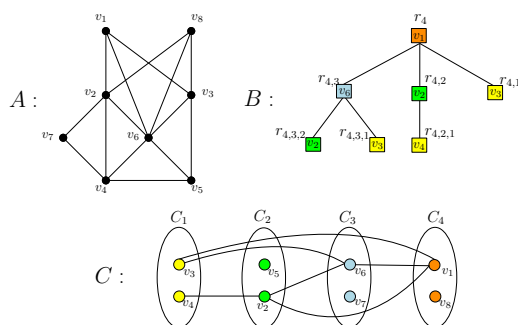 v₁ v₈ r₄
v₁
A : v₂ v₃ B : r₄,₃ v₆ r₄,₂ v₂ r₄,₁ v₃
v₇ v₆ r₄,₃,₂ v₂ r₄,₃,₁ v₃ r₄,₂,₁ v₄
v₄ v₅
C₁ C₂ C₃ C₄
C : v₃ v₅ v₆ v₁
v₄ v₂ v₇ v₈